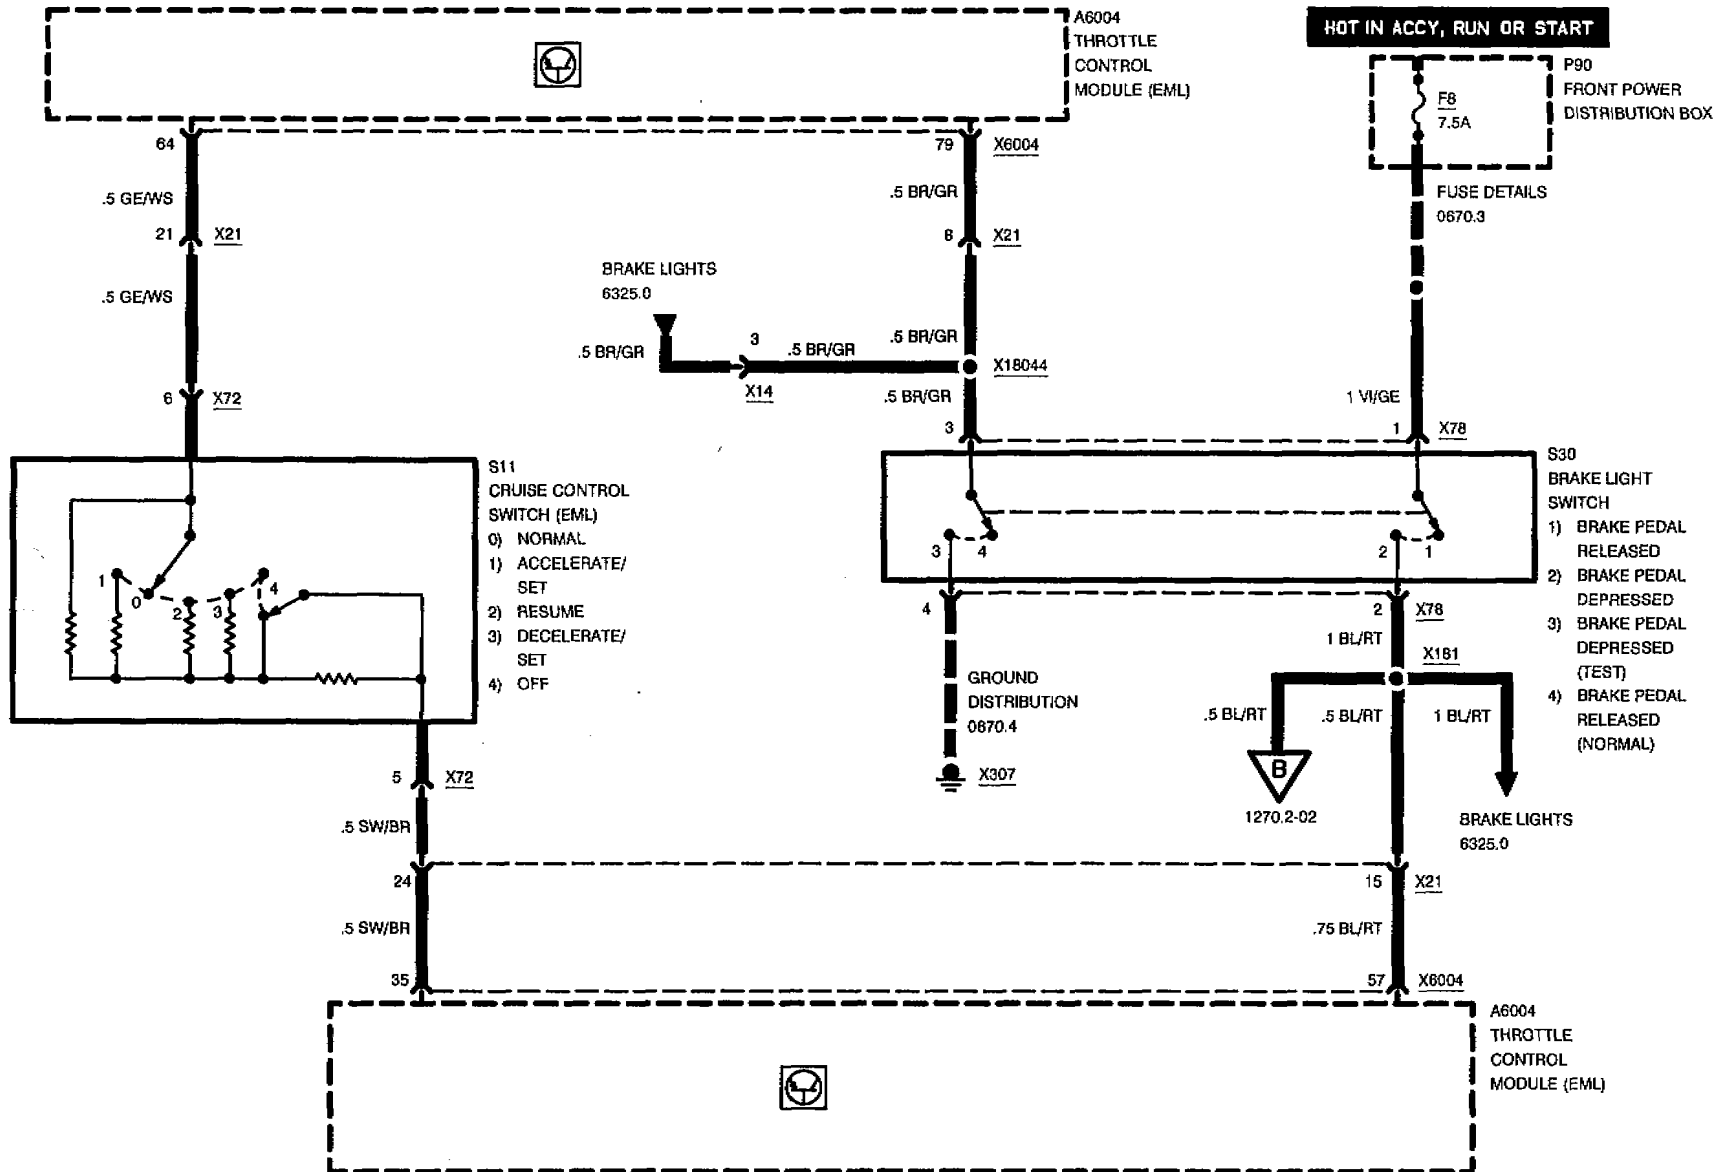 A6004
THROTTLE
CONTROL
MODULE (EML)
HOT IN ACCY, RUN OR START
P90
FRONT POWER
DISTRIBUTION BOX
F8
7.5A
FUSE DETAILS
0670.3
64
79
X6004
.5 GE/WS
.5 BR/GR
21
X21
8
X21
.5 GE/WS
BRAKE LIGHTS
6325.0
.5 BR/GR
3
.5 BR/GR
.5 BR/GR
X18044
X14
.5 BR/GR
1 VI/GE
6
X72
3
1
X78
S11
CRUISE CONTROL
SWITCH (EML)
0) NORMAL
1) ACCELERATE/
SET
2) RESUME
3) DECELERATE/
SET
4) OFF
1
0
2
3
4
S30
BRAKE LIGHT
SWITCH
1) BRAKE PEDAL
RELEASED
2) BRAKE PEDAL
DEPRESSED
3) BRAKE PEDAL
DEPRESSED
(TEST)
4) BRAKE PEDAL
RELEASED
(NORMAL)
3
4
2
1
4
2
X78
1 BL/RT
X181
GROUND
DISTRIBUTION
0670.4
.5 BL/RT
.5 BL/RT
1 BL/RT
X307
B
1270.2-02
BRAKE LIGHTS
6325.0
5
X72
.5 SW/BR
24
15
X21
.5 SW/BR
.75 BL/RT
35
57
X6004
A6004
THROTTLE
CONTROL
MODULE (EML)